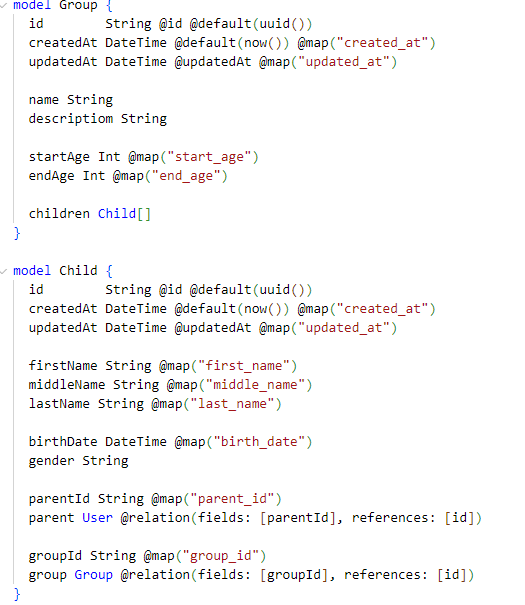 model Group {
id String @id @default(uuid())
createdAt DateTime @default(now()) @map("created_at")
updatedAt DateTime @updatedAt @map("updated_at")
name String
descriptiom String
startAge Int @map("start_age")
endAge Int @map("end_age")
children Child[]
}
model Child {
id String @id @default(uuid())
createdAt DateTime @default(now()) @map("created_at")
updatedAt DateTime @updatedAt @map("updated_at")
firstName String @map("first_name")
middleName String @map("middle_name")
lastName String @map("last_name")
birthDate DateTime @map("birth_date")
gender String
parentId String @map("parent_id")
parent User @relation(fields: [parentId], references: [id])
groupId String @map("group_id")
group Group @relation(fields: [groupId], references: [id])
}